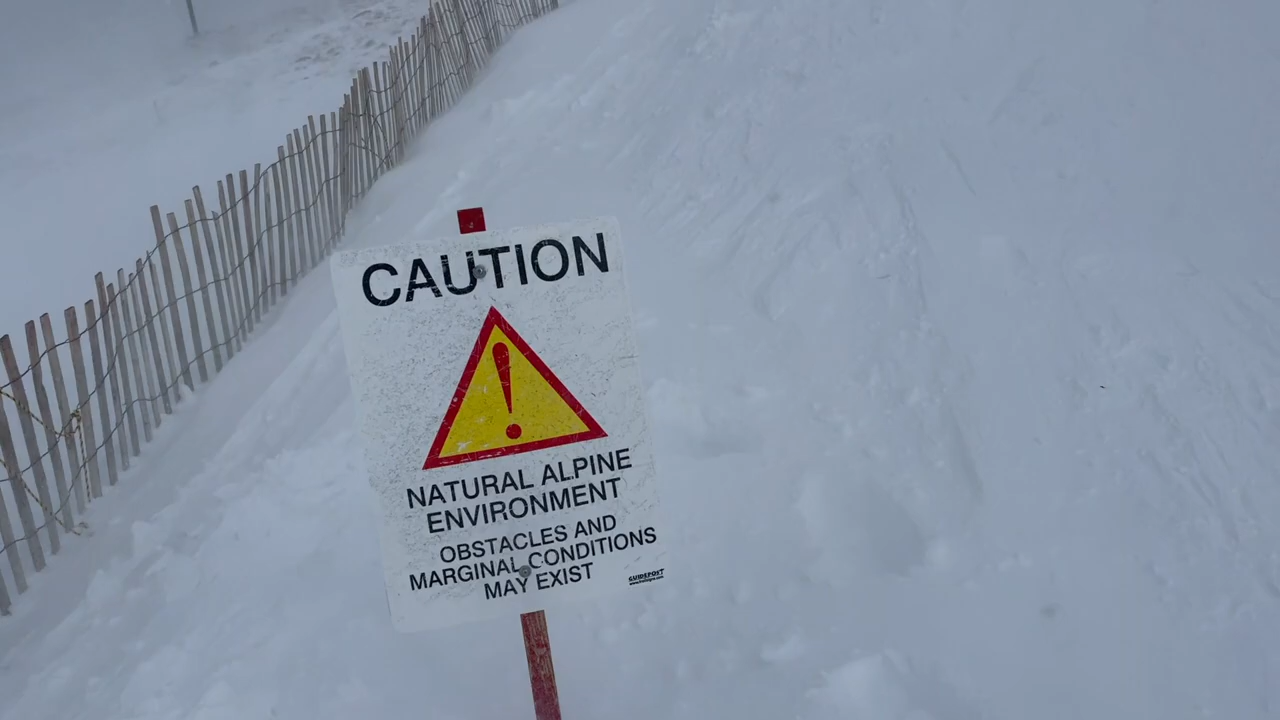 CAUTION
NATURAL ALPINE
ENVIRONMENT
OBSTACLES AND
MARGINAL CONDITIONS
MAY EXIST
GUIDEPOST